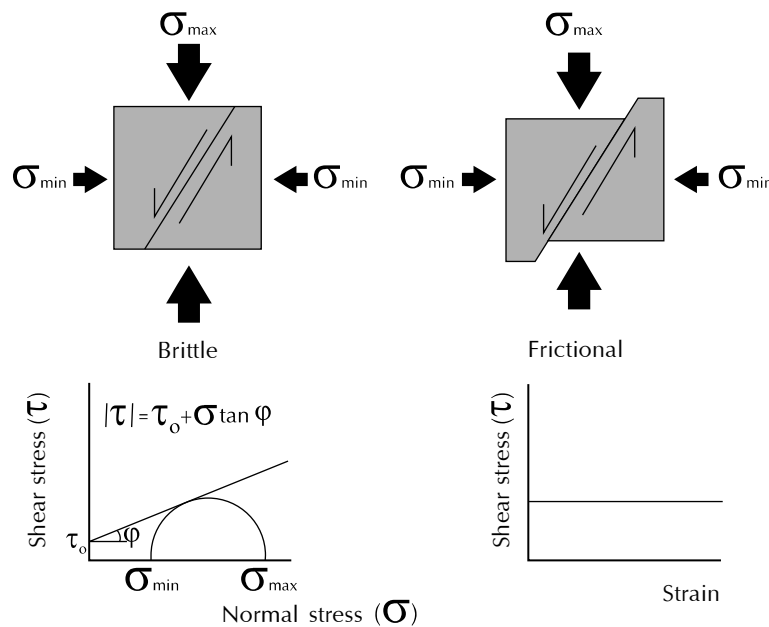 σmax σmax
σmin σmin σmin σmin
Brittle Frictional
Shear stress (τ)
|τ| = τo + σ tan φ
τo φ
σmin σmax
Normal stress (σ)
Shear stress (τ)
Strain